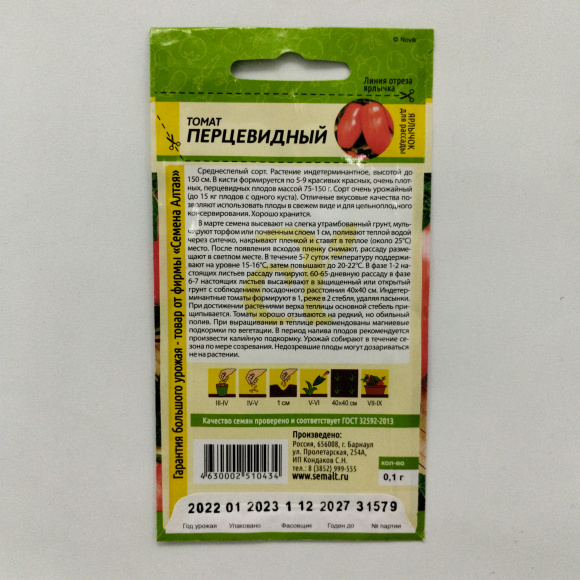 © Novik
Линия отреза
ярлычка
ТОМАТ
ПЕРЦЕВИДНЫЙ
ЯРЛЫЧОК
для рассады
Гарантия большого урожая - товар от фирмы «Семена Алтая»
Среднеспелый сорт. Растение индетерминантное, высотой до
150 см. В кисти формируется по 5-9 красивых красных, очень плот-
ных, перцевидных плодов массой 75-150 г. Сорт очень урожайный
(до 15 кг плодов с одного куста). Отличные вкусовые качества по-
зволяют использовать плоды в свежем виде и для цельноплодного
консервирования. Хорошо хранится.
В марте семена высевают на слегка утрамбованный грунт, муль-
чируют торфом или почвенным слоем 1 см, поливают теплой водой
через ситечко, накрывают пленкой и ставят в теплое (около 25°С)
место. После появления всходов пленку снимают, рассаду разме-
щают в светлом месте. В течение 5-7 суток температуру поддержи-
вают на уровне 15-16°С, затем повышают до 20-22°С. В фазе 1-2 на-
стоящих листьев рассаду пикируют. 60-65-дневную рассаду в фазе
6-7 настоящих листьев высаживают в защищенный или открытый
грунт с соблюдением посадочного расстояния 40х40 см. Индетер-
минантные томаты формируют в 1, реже в 2 стебля, удаляя пасынки.
При достижении растениями верха теплицы основной стебель при-
щипывается. Томаты хорошо отзываются на редкий, но обильный
полив. При выращивании в теплице рекомендованы магниевые
подкормки по вегетации. В период налива плодов рекомендуется
произвести калийную подкормку. Урожай собирают в течение се-
зона по мере созревания. Недозревшие плоды могут дозариваться
не на растении.
III-IV IV-V 1 см V-VI 40х40 см VII-IX
Качество семян проверено и соответствует ГОСТ 32592-2013
Произведено:
Россия, 656008, г. Барнаул
ул. Пролетарская, 254А,
ИП Кондаков С.Н.
тел.: 8 (3852) 999-555
www.semalt.ru
кол-во
0,1 г
4 630002 510434
2022 01 2023 1 12 2027 31579
Год урожая Упаковано Фасовщик Годен до № партии